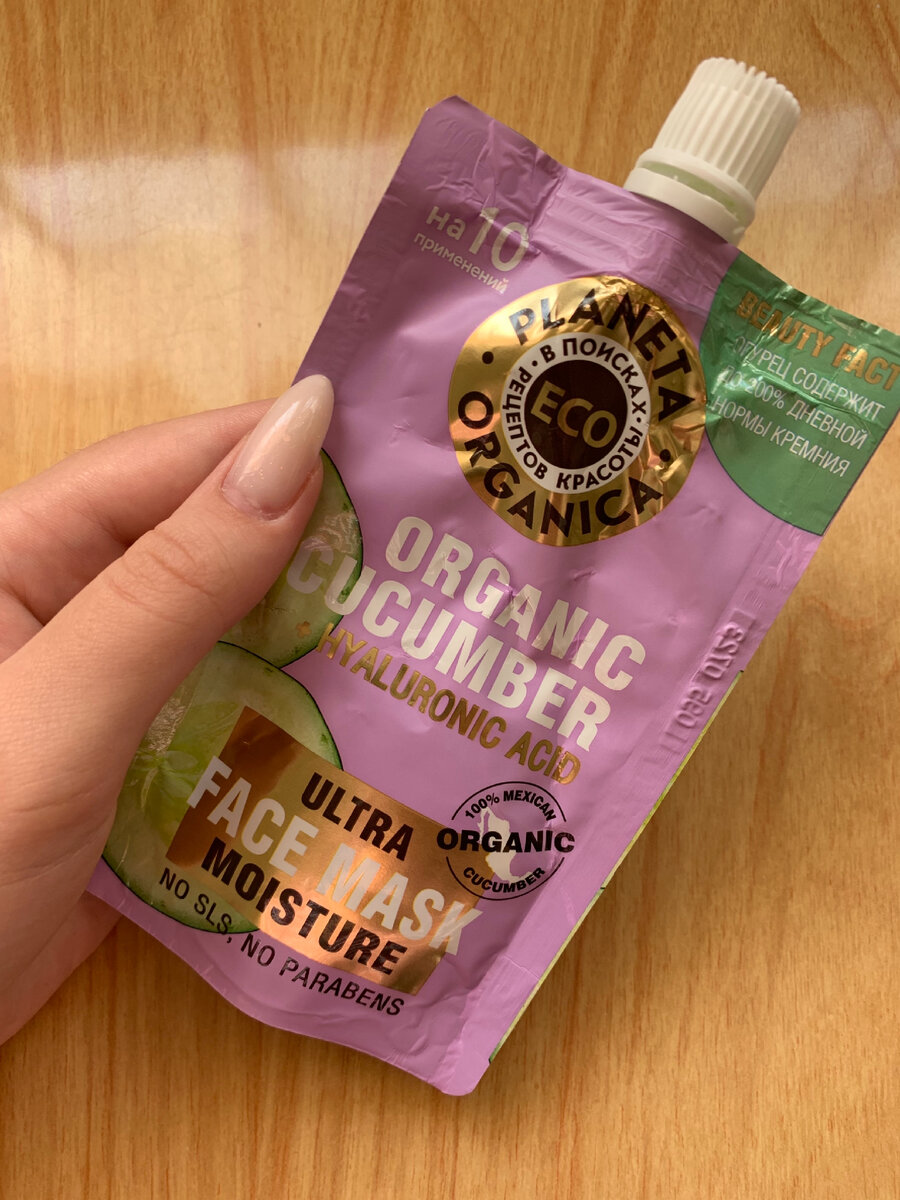 на 10
применений
PLANETA
ORGANICA
В ПОИСКАХ
РЕЦЕПТОВ КРАСОТЫ
ECO
BEAUTY FACT
ОГУРЕЦ СОДЕРЖИТ
ДО 300% ДНЕВНОЙ
НОРМЫ КРЕМНИЯ
ORGANIC
CUCUMBER
+ HYALURONIC ACID
100% MEXICAN
ORGANIC
CUCUMBER
ULTRA
FACE MASK
MOISTURE
NO SLS, NO PARABENS